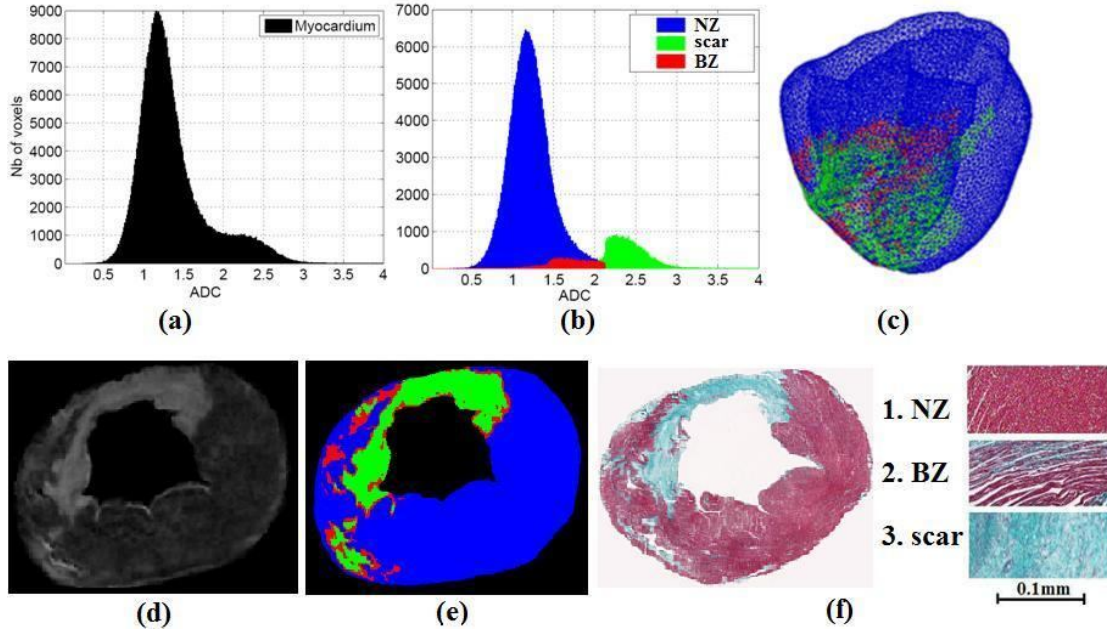 9000
8000
7000
6000
5000
4000
3000
2000
1000
0
Nb of voxels
Myocardium
0.5 1 1.5 2 2.5 3 3.5 4
ADC
(a)
7000
6000
5000
4000
3000
2000
1000
0
NZ
scar
BZ
0.5 1 1.5 2 2.5 3 3.5 4
ADC
(b)
(c)
(d)
(e)
(f)
1. NZ
2. BZ
3. scar
0.1mm